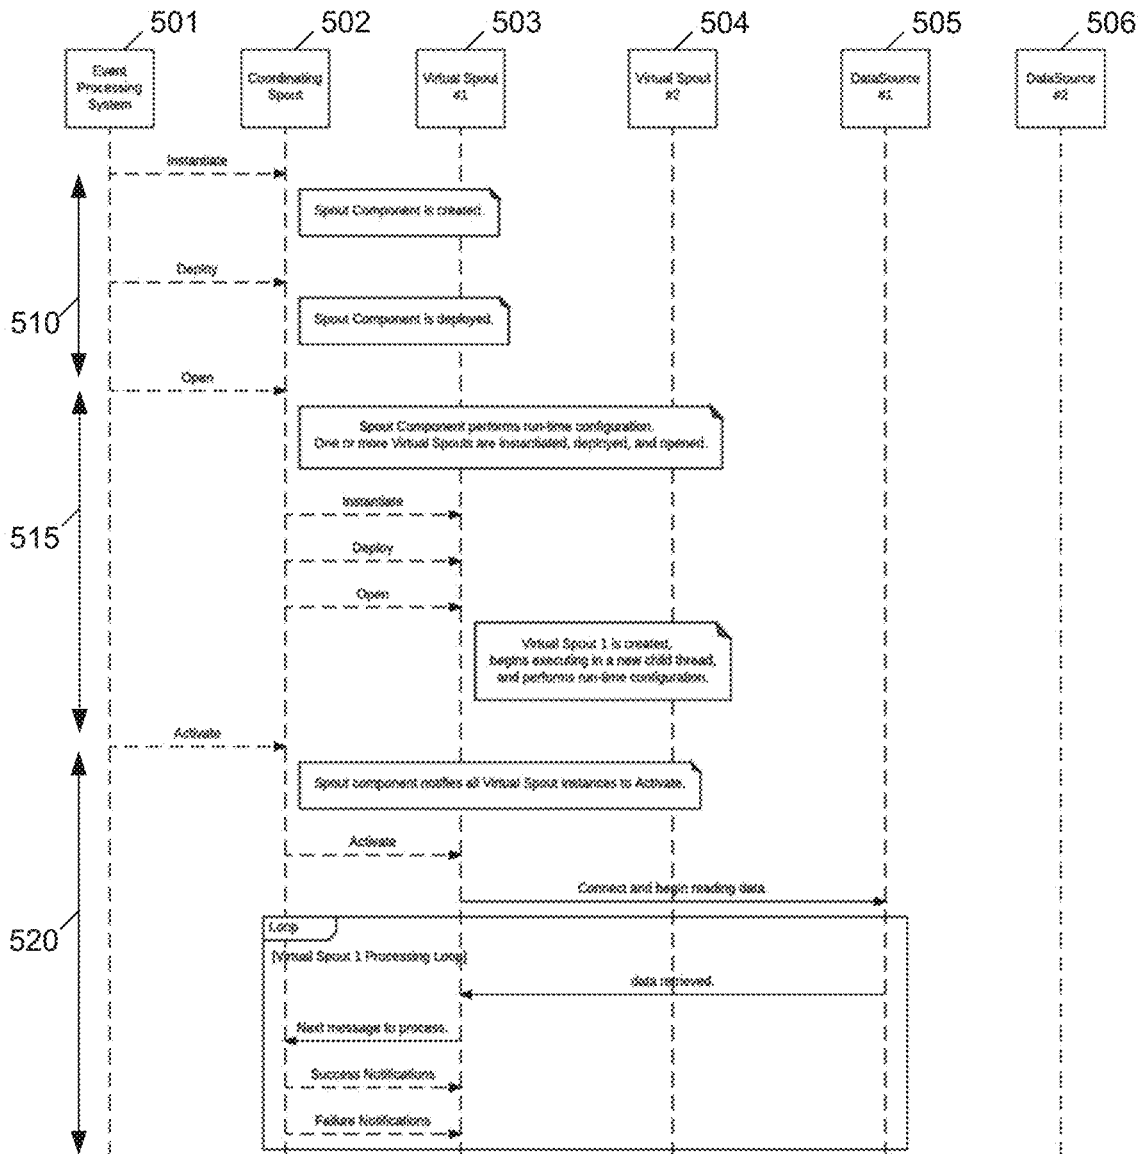 501
502
503
504
505
506
Event
Processing
System
Coordinating
Spout
Virtual Spout
#1
Virtual Spout
#2
DataSource
#1
DataSource
#2
Instantiate
Spout Component is created.
Deploy
510
Spout Component is deployed.
Open
Spout Component performs run-time configuration.
One or more Virtual Spouts are instantiated, deployed, and opened.
Instantiate
515
Deploy
Open
Virtual Spout 1 is created,
begins executing in a new child thread,
and performs run-time configuration.
Activate
Spout component notifies all Virtual Spout instances to Activate.
Activate
Connect and begin reading data
520
Loop
[Virtual Spout 1 Processing Loop]
data retrieved.
Next message to process.
Success Notifications
Failure Notifications